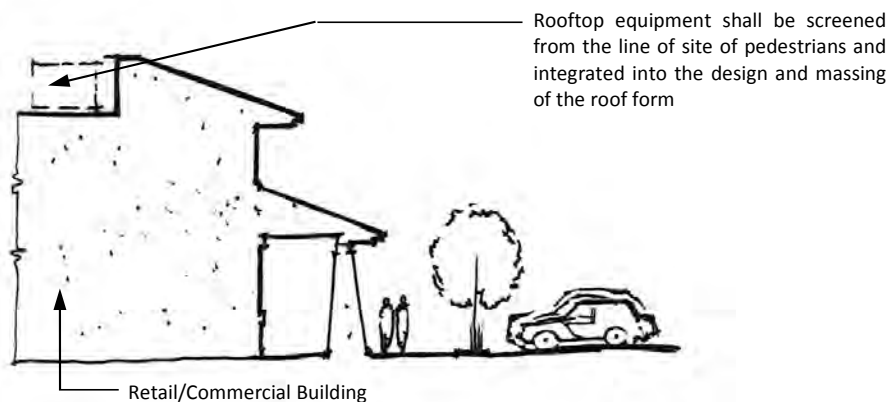 Rooftop equipment shall be screened
from the line of site of pedestrians and
integrated into the design and massing
of the roof form
Retail/Commercial Building